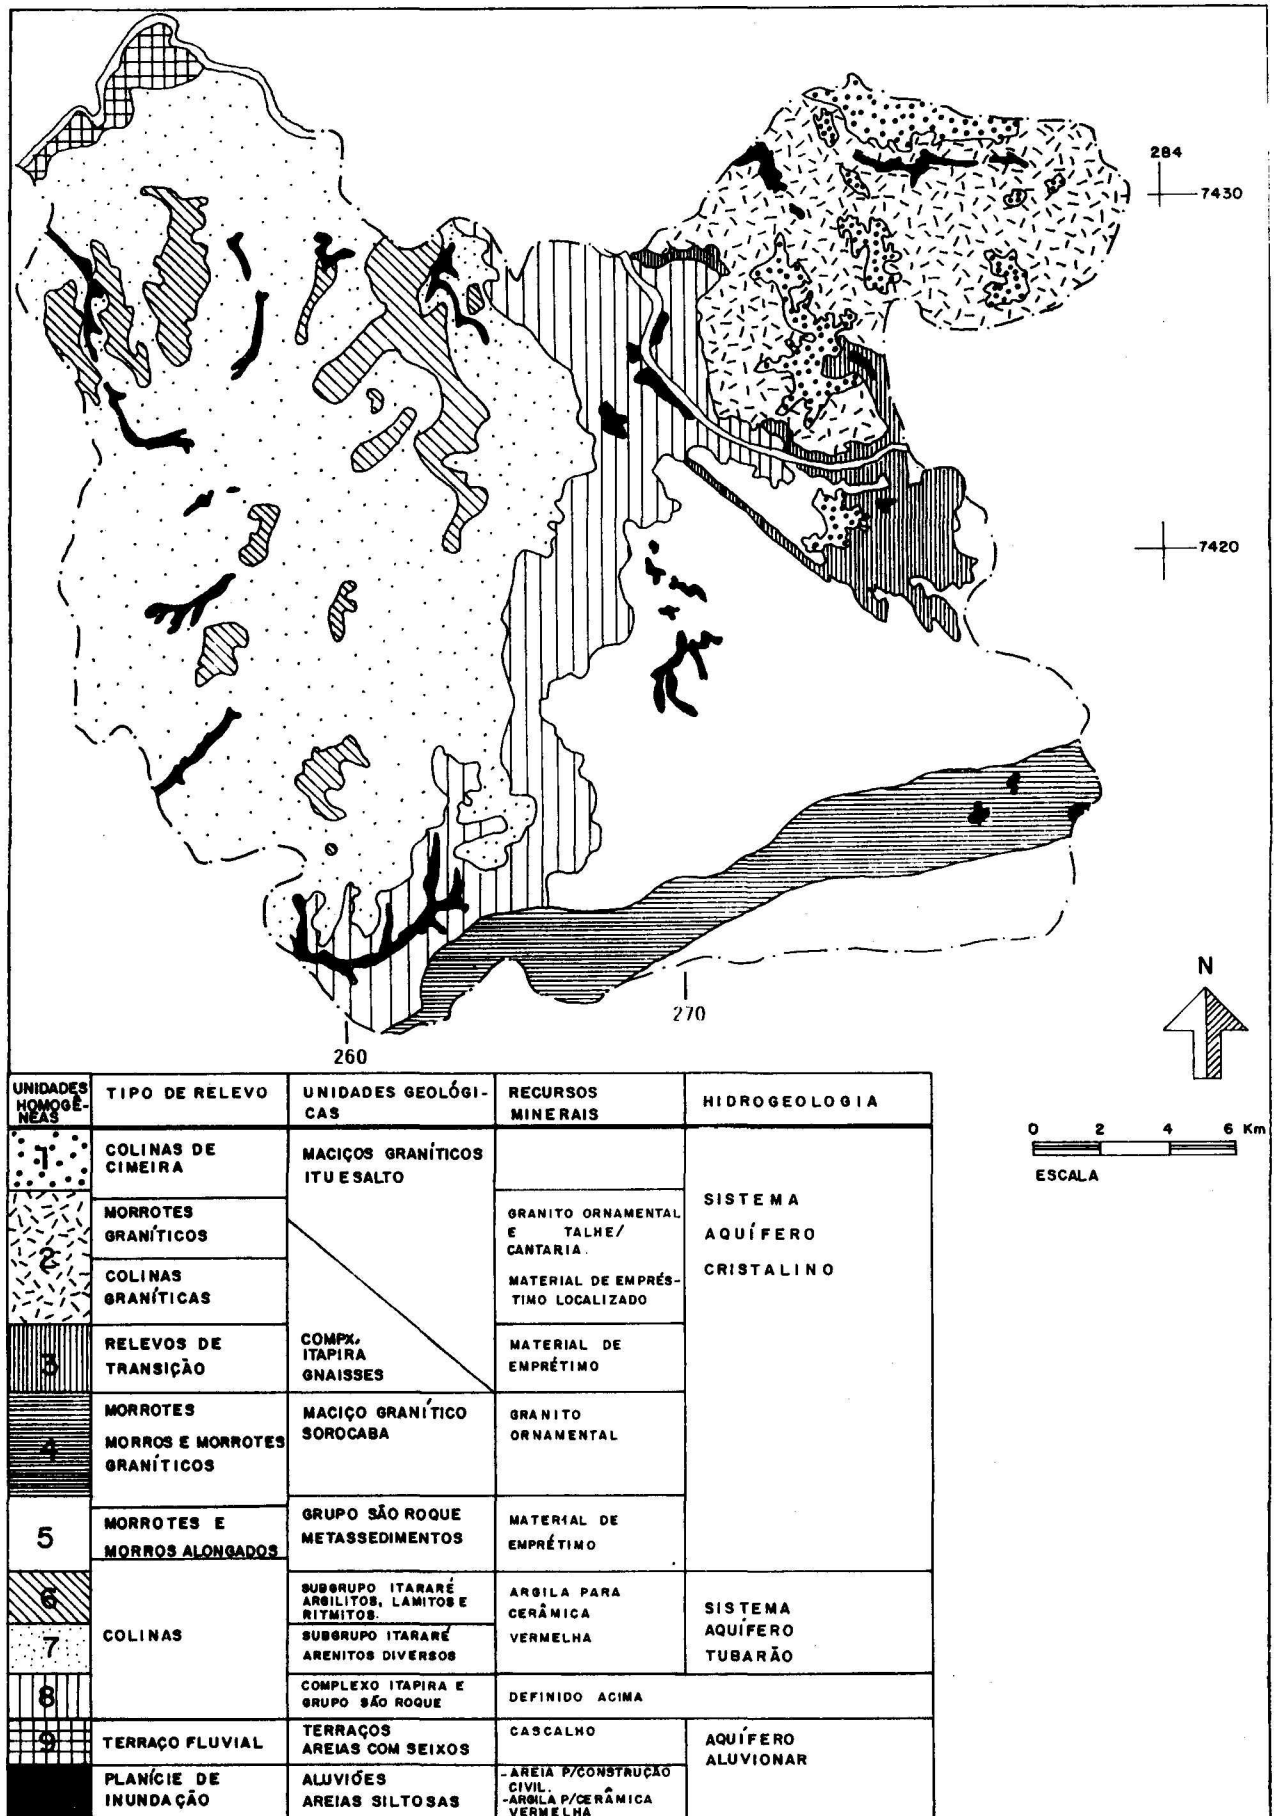 284
7430
7420
270
260
N
0 2 4 6 Km
ESCALA
UNIDADES
HOMOGÊ-
NEAS
TIPO DE RELEVO
UNIDADES GEOLÓGI-
CAS
RECURSOS
MINERAIS
HIDROGEOLOGIA
1
COLINAS DE
CIMEIRA
MACIÇOS GRANÍTICOS
ITU E SALTO
2
MORROTES
GRANÍTICOS
GRANITO ORNAMENTAL
E TALHE/
CANTARIA.
COLINAS
GRANÍTICAS
MATERIAL DE EMPRÉS-
TIMO LOCALIZADO
SISTEMA
AQUÍFERO
CRISTALINO
3
RELEVOS DE
TRANSIÇÃO
COMPX.
ITAPIRA
GNAISSES
MATERIAL DE
EMPRÉTIMO
4
MORROTES
MORROS E MORROTES
GRANÍTICOS
MACIÇO GRANÍTICO
SOROCABA
GRANITO
ORNAMENTAL
5
MORROTES E
MORROS ALONGADOS
GRUPO SÃO ROQUE
METASSEDIMENTOS
MATERIAL DE
EMPRÉTIMO
6
COLINAS
SUBGRUPO ITARARÉ
ARGILITOS, LAMITOS E
RITMITOS.
ARGILA PARA
CERÂMICA
VERMELHA
SISTEMA
AQUÍFERO
TUBARÃO
7
SUBGRUPO ITARARÉ
ARENITOS DIVERSOS
8
COMPLEXO ITAPIRA E
GRUPO SÃO ROQUE
DEFINIDO ACIMA
9
TERRAÇO FLUVIAL
TERRAÇOS
AREIAS COM SEIXOS
CASCALHO
AQUÍFERO
ALUVIONAR
PLANÍCIE DE
INUNDAÇÃO
ALUVIÕES
AREIAS SILTOSAS
-AREIA P/CONSTRUÇÃO
CIVIL.
-ARGILA P/CERÂMICA
VERMELHA